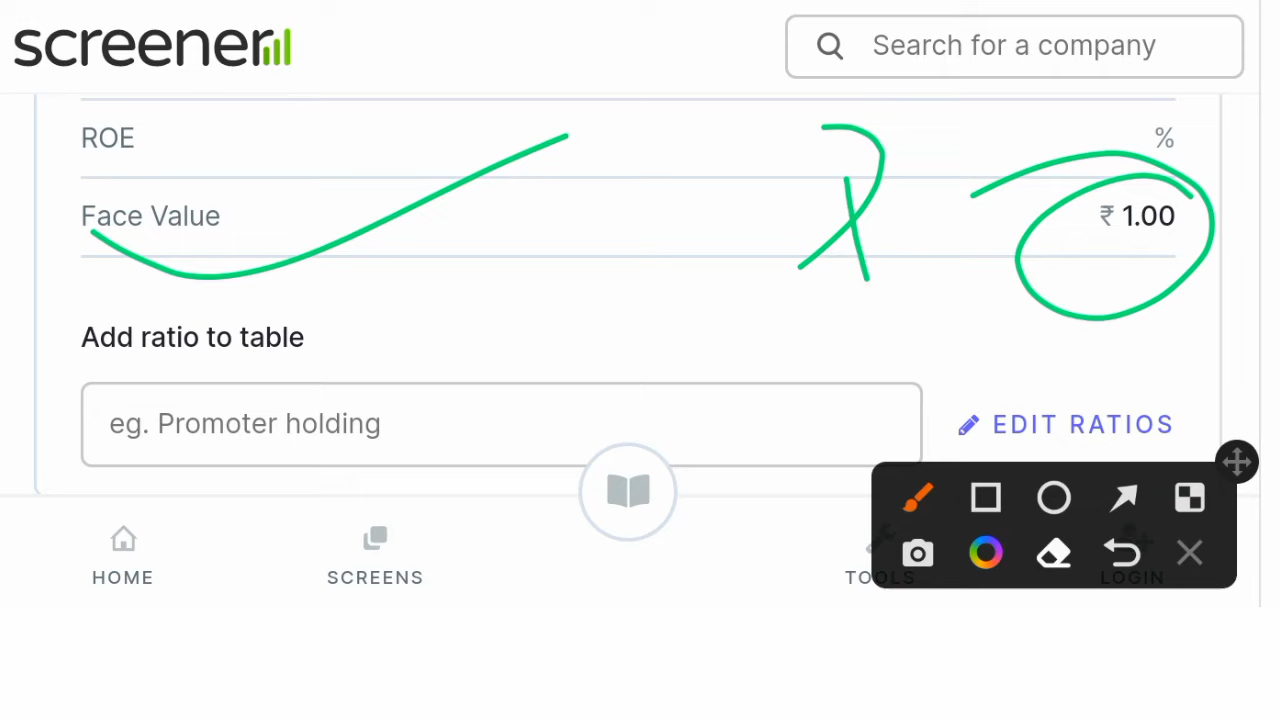 screener
Search for a company
ROE %
Face Value ₹ 1.00
Add ratio to table
eg. Promoter holding
EDIT RATIOS
HOME SCREENS TOOLS LOGIN